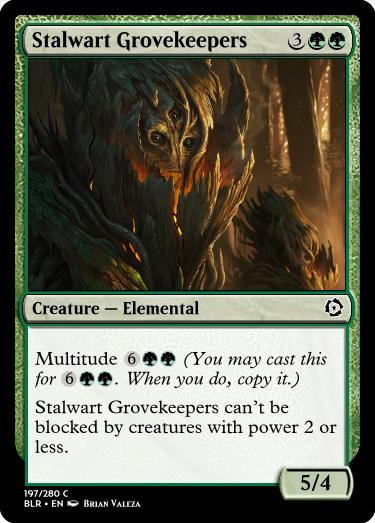 Stalwart Grovekeepers 3
Creature — Elemental
Multitude 6 (You may cast this
for 6. When you do, copy it.)
Stalwart Grovekeepers can't be
blocked by creatures with power 2 or
less.
5/4
197/280 C
BLR • EN Brian Valeza